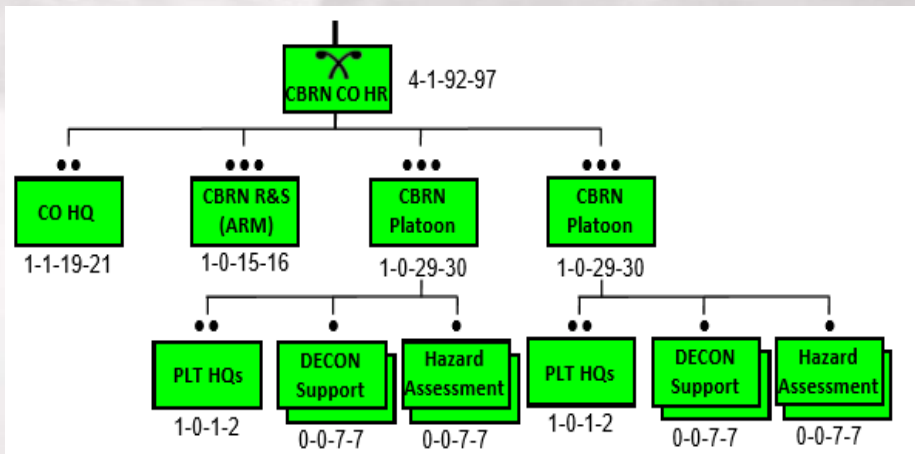 CBRN CO HR
4-1-92-97
CO HQ
1-1-19-21
CBRN R&S
(ARM)
1-0-15-16
CBRN
Platoon
1-0-29-30
CBRN
Platoon
1-0-29-30
PLT HQs
1-0-1-2
DECON
Support
0-0-7-7
Hazard
Assessment
0-0-7-7
PLT HQs
1-0-1-2
DECON
Support
0-0-7-7
Hazard
Assessment
0-0-7-7